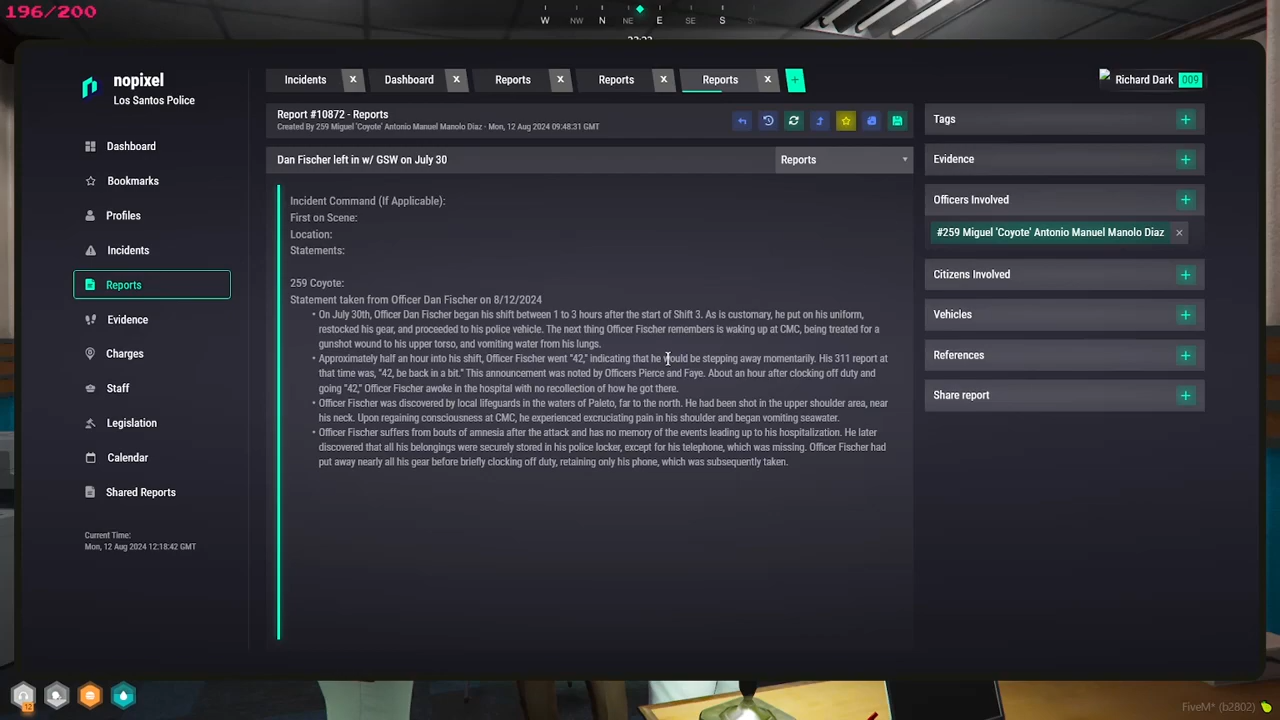 196/200
W NW N NE E SE S
nopixel
Los Santos Police
Incidents x Dashboard x Reports x Reports x Reports x +
Richard Dark 009
Report #10872 - Reports
Created By 259 Miguel 'Coyote' Antonio Manuel Manolo Diaz - Mon, 12 Aug 2024 09:48:31 GMT
Dan Fischer left in w/ GSW on July 30
Reports
Dashboard
Bookmarks
Profiles
Incidents
Reports
Evidence
Charges
Staff
Legislation
Calendar
Shared Reports
Current Time:
Mon, 12 Aug 2024 12:18:42 GMT
Incident Command (If Applicable):
First on Scene:
Location:
Statements:
259 Coyote:
Statement taken from Officer Dan Fischer on 8/12/2024
• On July 30th, Officer Dan Fischer began his shift between 1 to 3 hours after the start of Shift 3. As is customary, he put on his uniform,
restocked his gear, and proceeded to his police vehicle. The next thing Officer Fischer remembers is waking up at CMC, being treated for a
gunshot wound to his upper torso, and vomiting water from his lungs.
• Approximately half an hour into his shift, Officer Fischer went "42," indicating that he would be stepping away momentarily. His 311 report at
that time was, "42, be back in a bit." This announcement was noted by Officers Pierce and Faye. About an hour after clocking off duty and
going "42," Officer Fischer awoke in the hospital with no recollection of how he got there.
• Officer Fischer was discovered by local lifeguards in the waters of Paleto, far to the north. He had been shot in the upper shoulder area, near
his neck. Upon regaining consciousness at CMC, he experienced excruciating pain in his shoulder and began vomiting seawater.
• Officer Fischer suffers from bouts of amnesia after the attack and has no memory of the events leading up to his hospitalization. He later
discovered that all his belongings were securely stored in his police locker, except for his telephone, which was missing. Officer Fischer had
put away nearly all his gear before briefly clocking off duty, retaining only his phone, which was subsequently taken.
Tags +
Evidence +
Officers Involved +
#259 Miguel 'Coyote' Antonio Manuel Manolo Diaz x
Citizens Involved +
Vehicles +
References +
Share report +
12
FiveM* (b2802)